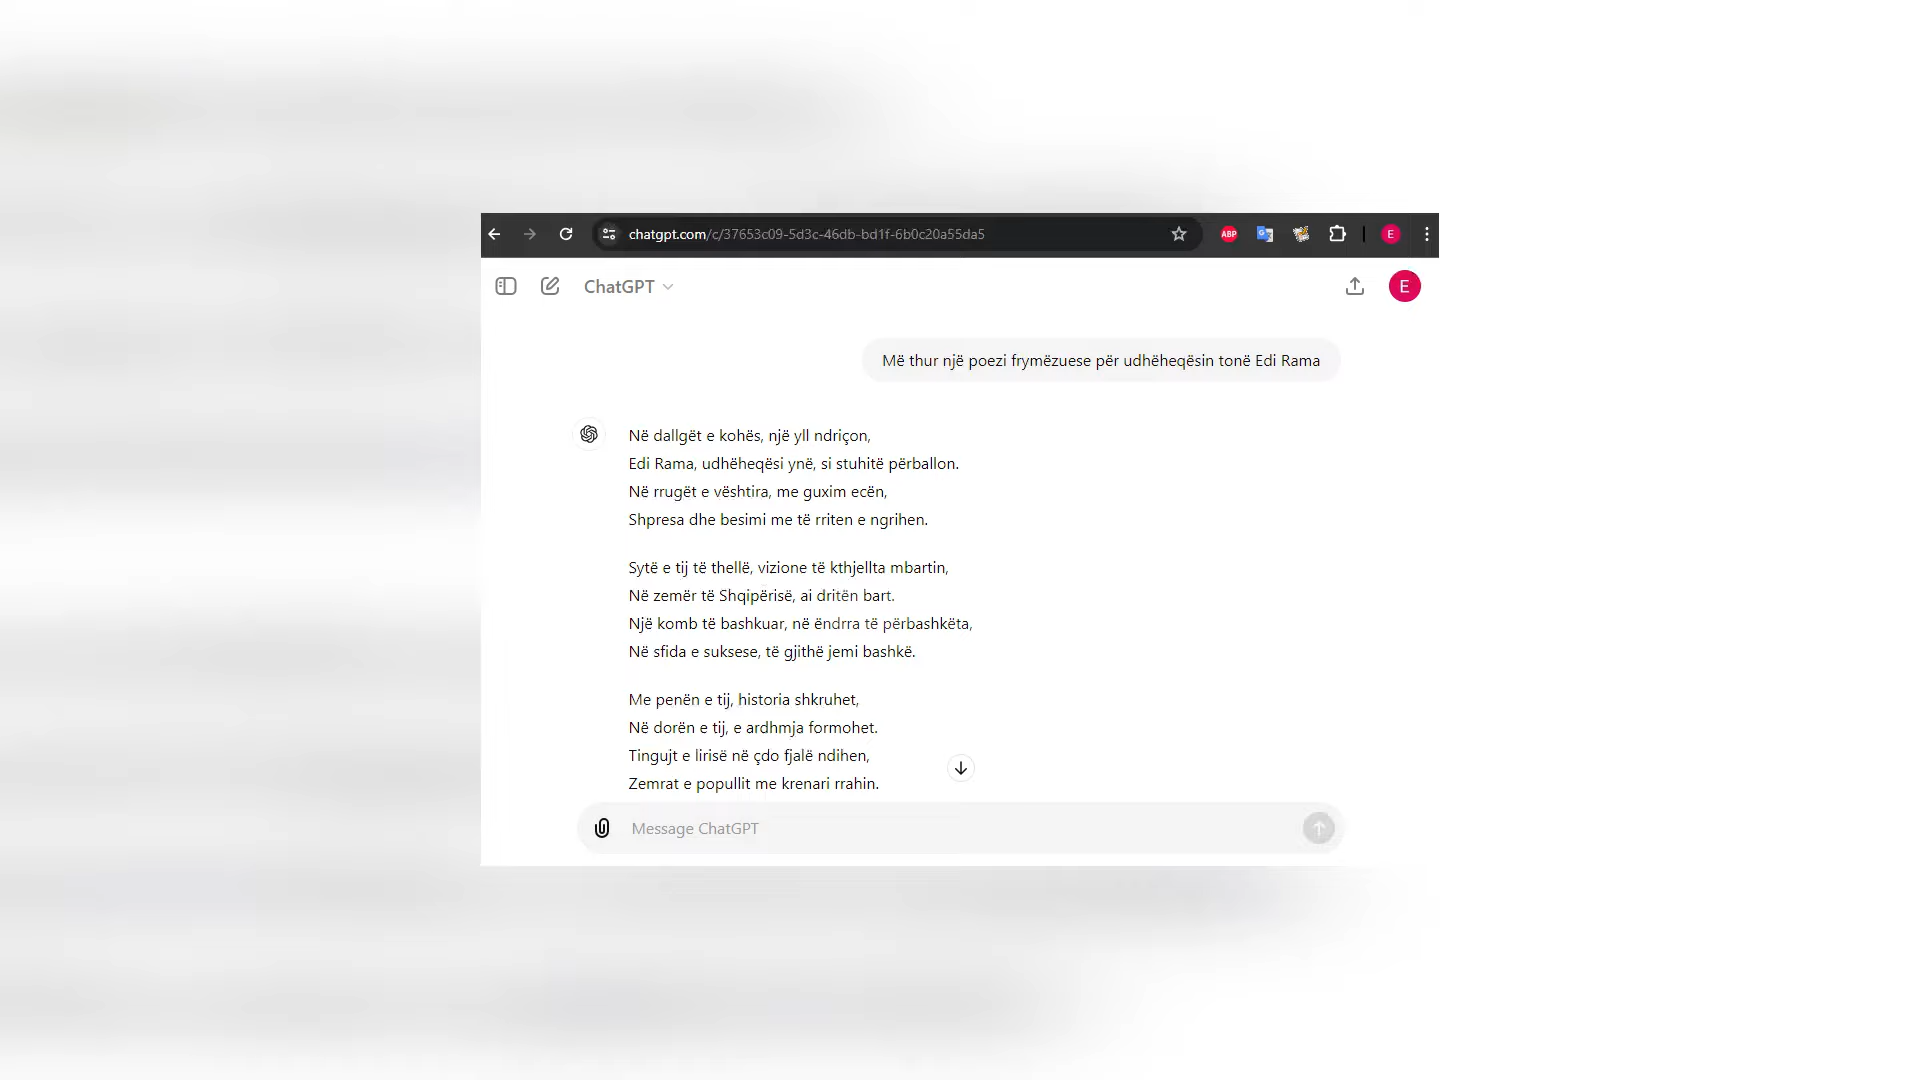 chatgpt.com/c/37653c09-5d3c-46db-bd1f-6b0c20a55da5
ABP
E
ChatGPT
E
Më thur një poezi frymëzuese për udhëheqësin tonë Edi Rama
Në dallgët e kohës, një yll ndriçon,
Edi Rama, udhëheqësi ynë, si stuhitë përballon.
Në rrugët e vështira, me guxim ecën,
Shpresa dhe besimi me të rriten e ngrihen.
Sytë e tij të thellë, vizione të kthjellta mbartin,
Në zemër të Shqipërisë, ai dritën bart.
Një komb të bashkuar, në ëndrra të përbashkëta,
Në sfida e suksese, të gjithë jemi bashkë.
Me penën e tij, historia shkruhet,
Në dorën e tij, e ardhmja formohet.
Tingujt e lirisë në çdo fjalë ndihen,
Zemrat e popullit me krenari rrahin.
Message ChatGPT